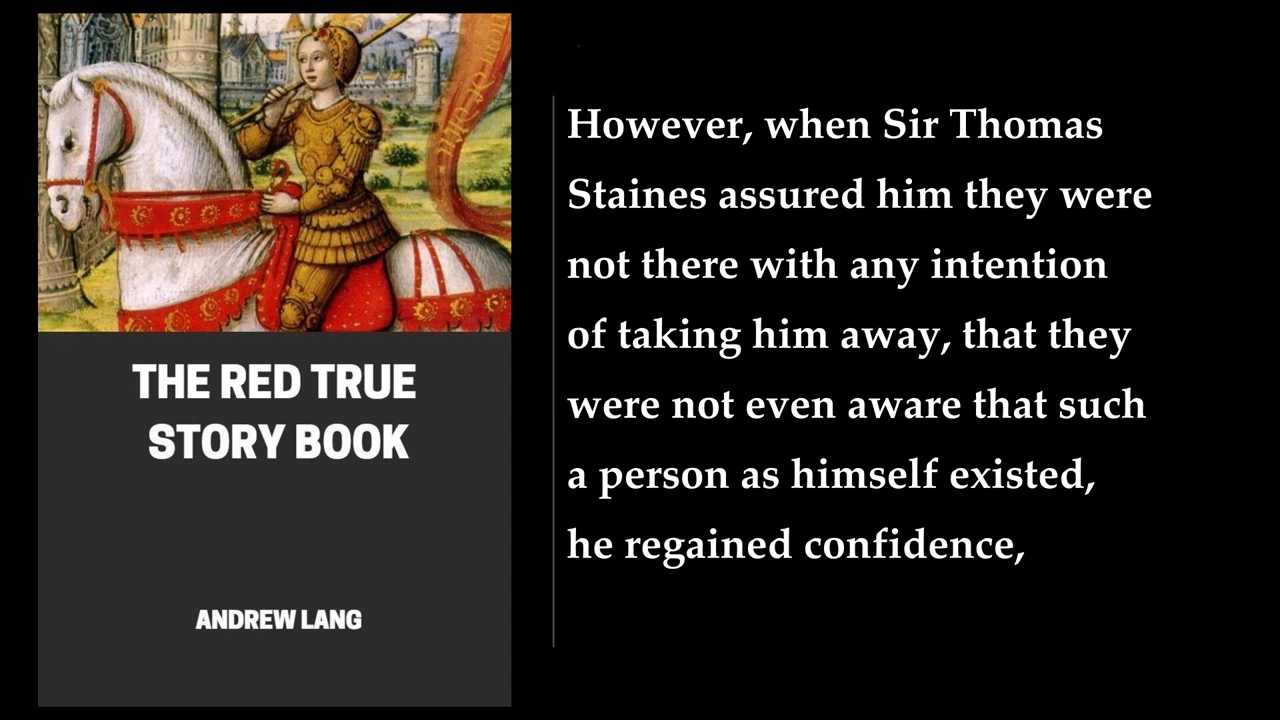 THE RED TRUE
STORY BOOK
ANDREW LANG
However, when Sir Thomas
Staines assured him they were
not there with any intention
of taking him away, that they
were not even aware that such
a person as himself existed,
he regained confidence,